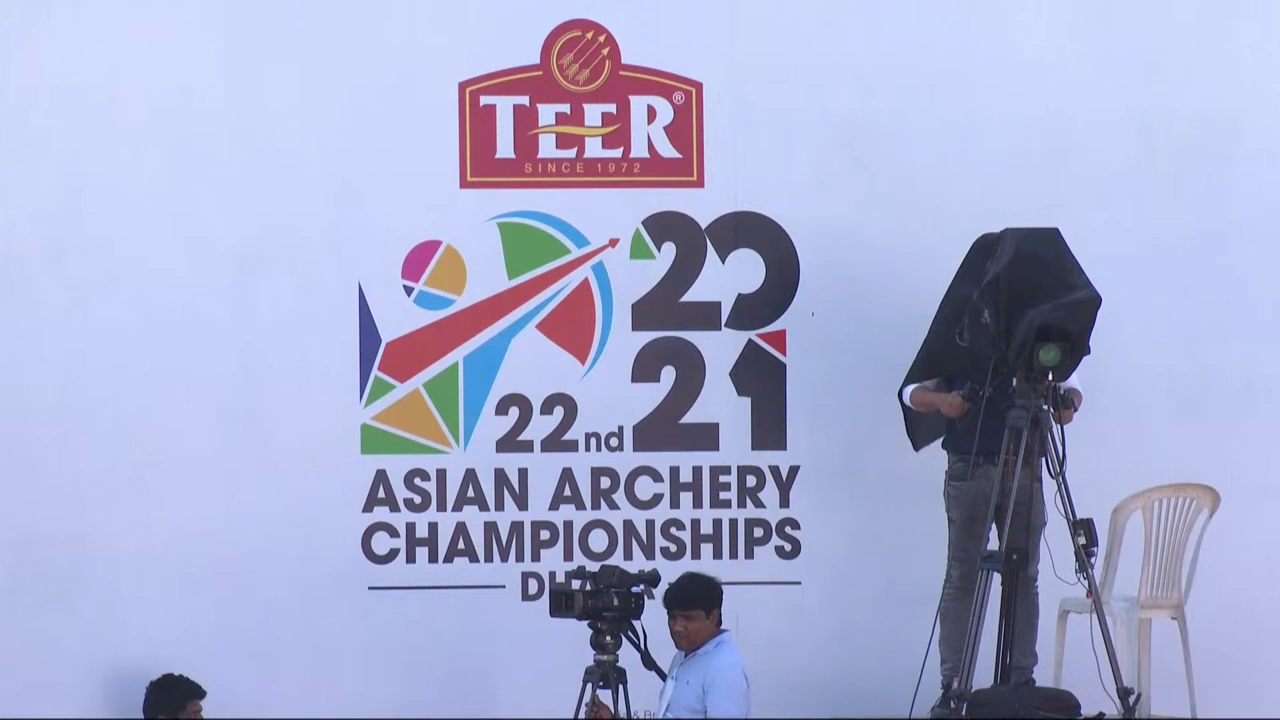 TEER®
SINCE 1972
2021
22nd
ASIAN ARCHERY
CHAMPIONSHIPS